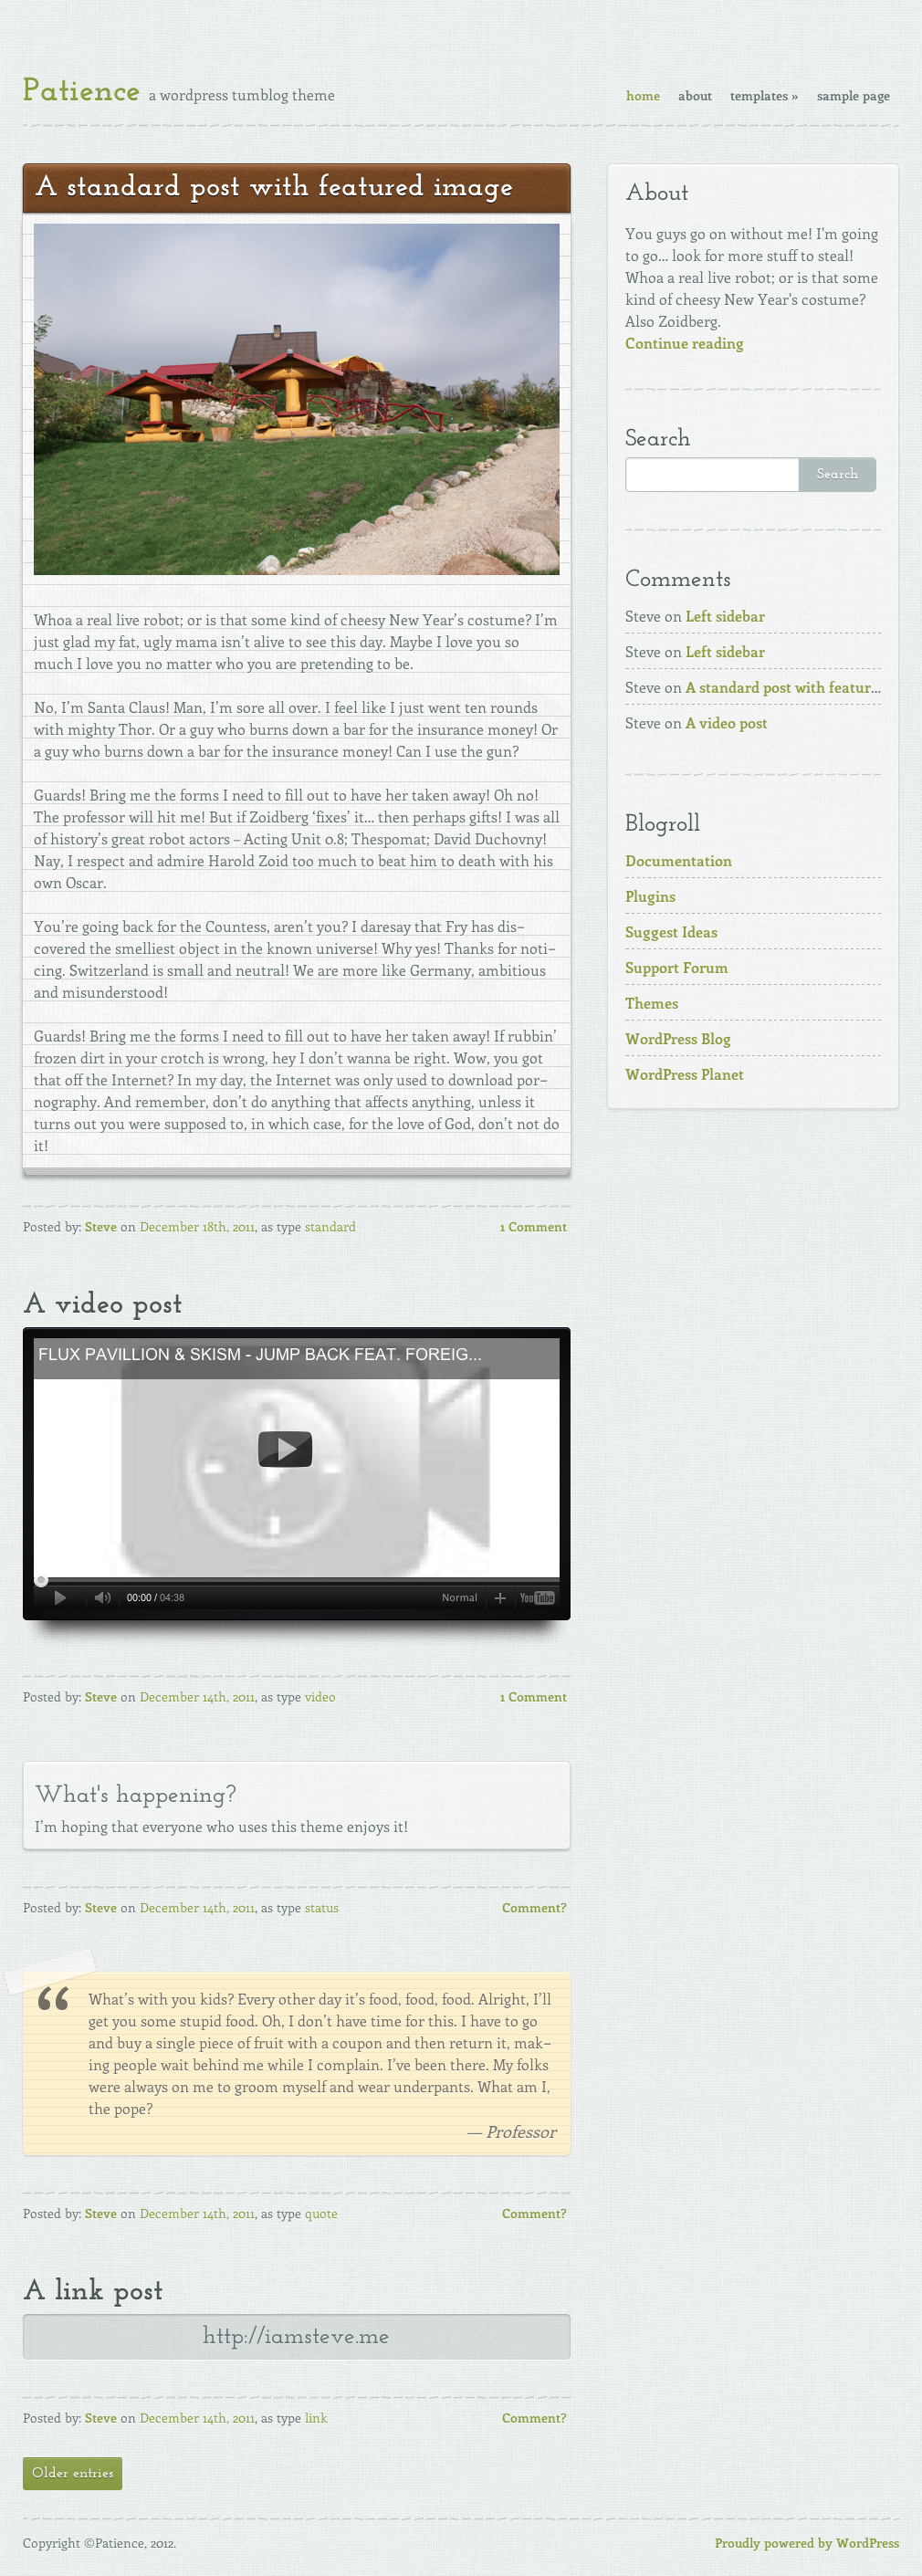 Patience a wordpress tumblog theme
home about templates » sample page
A standard post with featured image
Whoa a real live robot; or is that some kind of cheesy New Year’s costume? I’m
just glad my fat, ugly mama isn’t alive to see this day. Maybe I love you so
much I love you no matter who you are pretending to be.
No, I’m Santa Claus! Man, I’m sore all over. I feel like I just went ten rounds
with mighty Thor. Or a guy who burns down a bar for the insurance money! Or
a guy who burns down a bar for the insurance money! Can I use the gun?
Guards! Bring me the forms I need to fill out to have her taken away! Oh no!
The professor will hit me! But if Zoidberg ‘fixes’ it… then perhaps gifts! I was all
of history’s great robot actors – Acting Unit 0.8; Thespomat; David Duchovny!
Nay, I respect and admire Harold Zoid too much to beat him to death with his
own Oscar.
You’re going back for the Countess, aren’t you? I daresay that Fry has dis-
covered the smelliest object in the known universe! Why yes! Thanks for noti-
cing. Switzerland is small and neutral! We are more like Germany, ambitious
and misunderstood!
Guards! Bring me the forms I need to fill out to have her taken away! If rubbin’
frozen dirt in your crotch is wrong, hey I don’t wanna be right. Wow, you got
that off the Internet? In my day, the Internet was only used to download por-
nography. And remember, don’t do anything that affects anything, unless it
turns out you were supposed to, in which case, for the love of God, don’t not do
it!
Posted by: Steve on December 18th, 2011, as type standard 1 Comment
A video post
FLUX PAVILLION & SKISM - JUMP BACK FEAT. FOREIG...
00:00 / 04:38 Normal YouTube
Posted by: Steve on December 14th, 2011, as type video 1 Comment
What's happening?
I’m hoping that everyone who uses this theme enjoys it!
Posted by: Steve on December 14th, 2011, as type status Comment?
“ What’s with you kids? Every other day it’s food, food, food. Alright, I’ll
get you some stupid food. Oh, I don’t have time for this. I have to go
and buy a single piece of fruit with a coupon and then return it, mak-
ing people wait behind me while I complain. I’ve been there. My folks
were always on me to groom myself and wear underpants. What am I,
the pope?
— Professor
Posted by: Steve on December 14th, 2011, as type quote Comment?
A link post
http://iamsteve.me
Posted by: Steve on December 14th, 2011, as type link Comment?
Older entries
About
You guys go on without me! I'm going
to go… look for more stuff to steal!
Whoa a real live robot; or is that some
kind of cheesy New Year's costume?
Also Zoidberg.
Continue reading
Search
Search
Comments
Steve on Left sidebar
Steve on Left sidebar
Steve on A standard post with featur…
Steve on A video post
Blogroll
Documentation
Plugins
Suggest Ideas
Support Forum
Themes
WordPress Blog
WordPress Planet
Copyright ©Patience, 2012. Proudly powered by WordPress